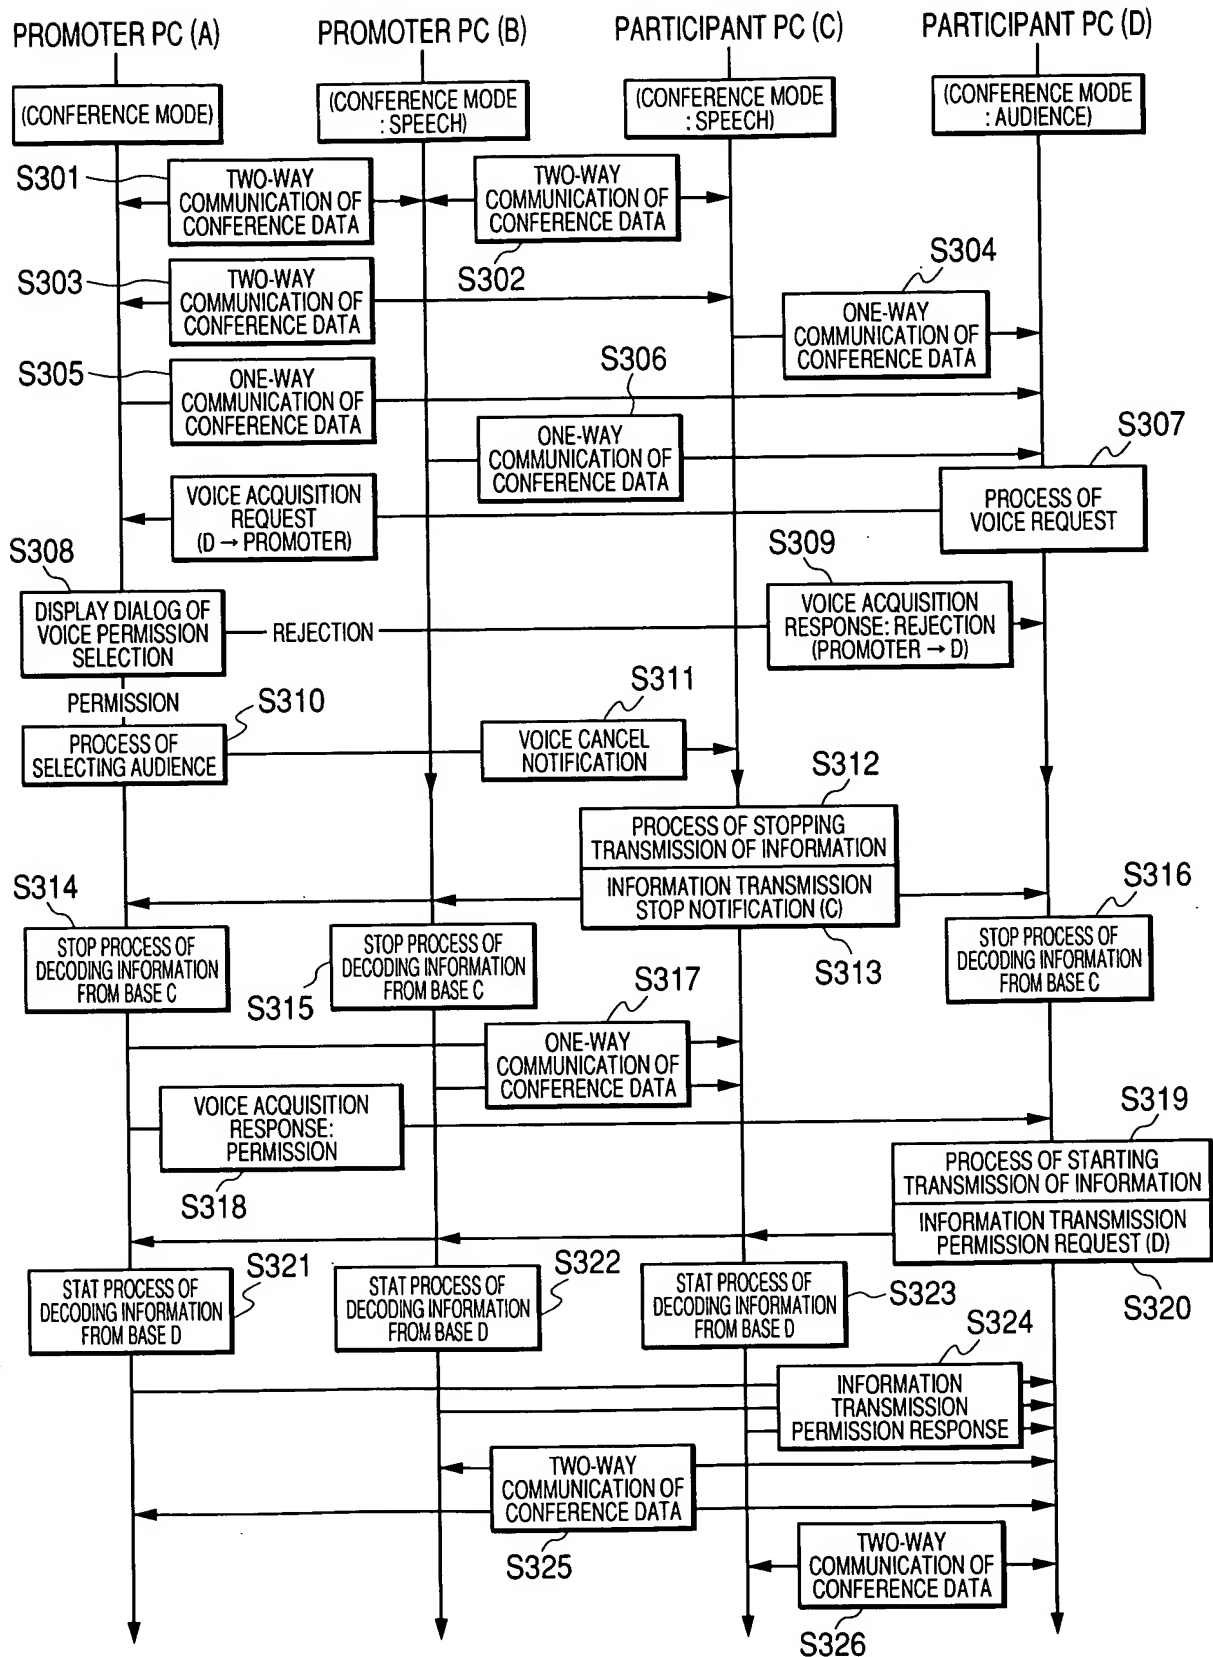 PROMOTER PC (A)
PROMOTER PC (B)
PARTICIPANT PC (C)
PARTICIPANT PC (D)
(CONFERENCE MODE)
(CONFERENCE MODE
: SPEECH)
(CONFERENCE MODE
: SPEECH)
(CONFERENCE MODE
: AUDIENCE)
S301
TWO-WAY
COMMUNICATION OF
CONFERENCE DATA
TWO-WAY
COMMUNICATION OF
CONFERENCE DATA
S302
S303
TWO-WAY
COMMUNICATION OF
CONFERENCE DATA
S304
ONE-WAY
COMMUNICATION OF
CONFERENCE DATA
S305
ONE-WAY
COMMUNICATION OF
CONFERENCE DATA
S306
ONE-WAY
COMMUNICATION OF
CONFERENCE DATA
S307
PROCESS OF
VOICE REQUEST
VOICE ACQUISITION
REQUEST
(D → PROMOTER)
S308
DISPLAY DIALOG OF
VOICE PERMISSION
SELECTION
REJECTION
S309
VOICE ACQUISITION
RESPONSE: REJECTION
(PROMOTER → D)
PERMISSION
S310
PROCESS OF
SELECTING AUDIENCE
S311
VOICE CANCEL
NOTIFICATION
S312
PROCESS OF STOPPING
TRANSMISSION OF INFORMATION
INFORMATION TRANSMISSION
STOP NOTIFICATION (C)
S313
S314
STOP PROCESS OF
DECODING INFORMATION
FROM BASE C
S315
STOP PROCESS OF
DECODING INFORMATION
FROM BASE C
S316
STOP PROCESS OF
DECODING INFORMATION
FROM BASE C
S317
ONE-WAY
COMMUNICATION OF
CONFERENCE DATA
VOICE ACQUISITION
RESPONSE:
PERMISSION
S318
S319
PROCESS OF STARTING
TRANSMISSION OF INFORMATION
INFORMATION TRANSMISSION
PERMISSION REQUEST (D)
S320
S321
STAT PROCESS OF
DECODING INFORMATION
FROM BASE D
S322
STAT PROCESS OF
DECODING INFORMATION
FROM BASE D
S323
STAT PROCESS OF
DECODING INFORMATION
FROM BASE D
S324
INFORMATION
TRANSMISSION
PERMISSION RESPONSE
TWO-WAY
COMMUNICATION OF
CONFERENCE DATA
S325
TWO-WAY
COMMUNICATION OF
CONFERENCE DATA
S326